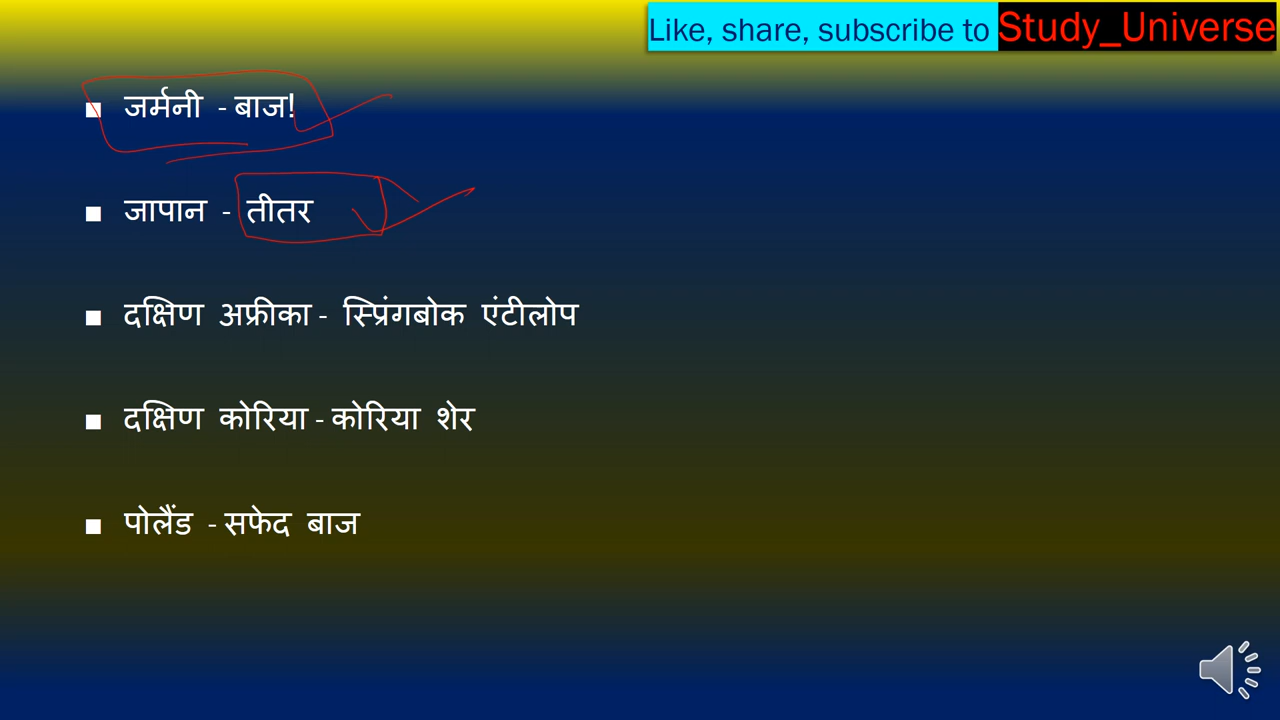 Like, share, subscribe to Study_Universe
▪ जर्मनी - बाज!
▪ जापान - तीतर
▪ दक्षिण अफ्रीका - स्प्रिंगबोक एंटीलोप
▪ दक्षिण कोरिया - कोरिया शेर
▪ पोलैंड - सफेद बाज